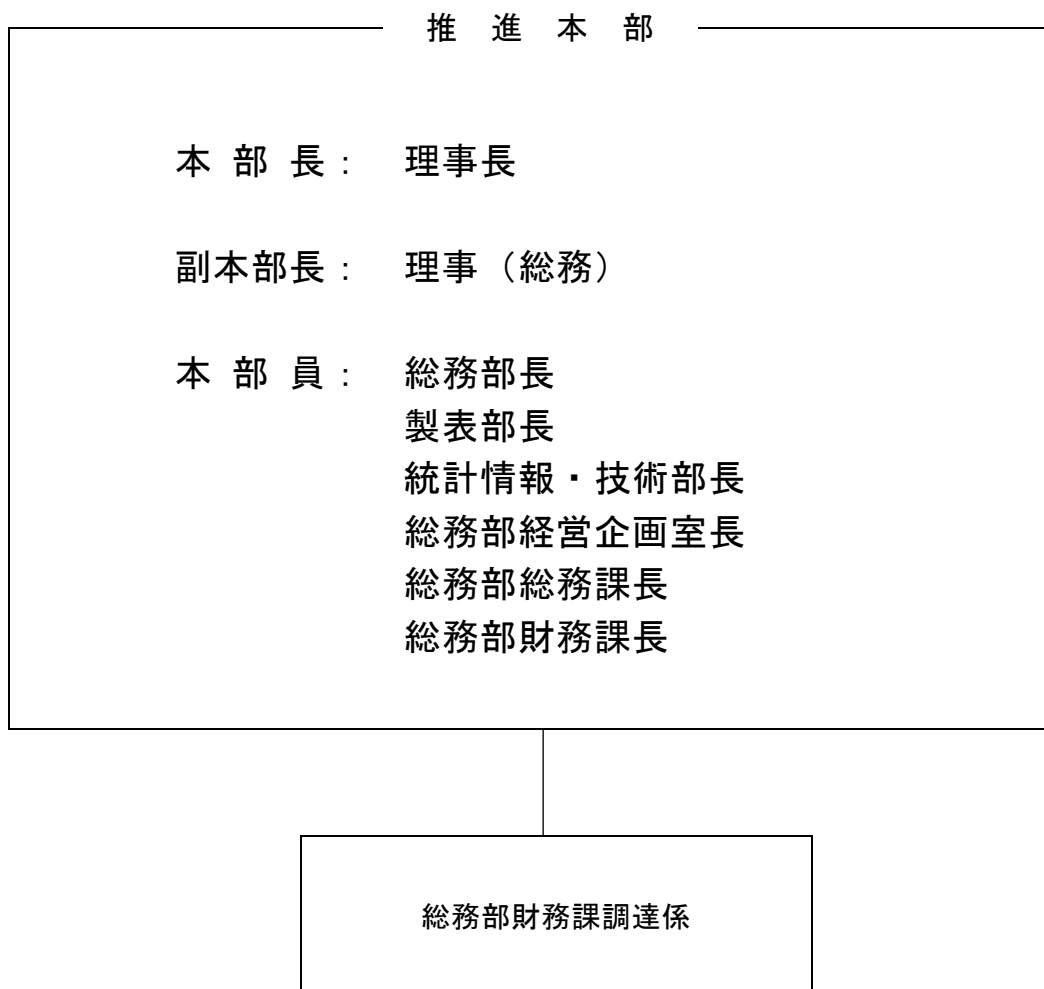 推 進 本 部
本 部 長： 理事長
副本部長： 理事（総務）
本 部 員： 総務部長
製表部長
統計情報・技術部長
総務部経営企画室長
総務部総務課長
総務部財務課長
総務部財務課調達係